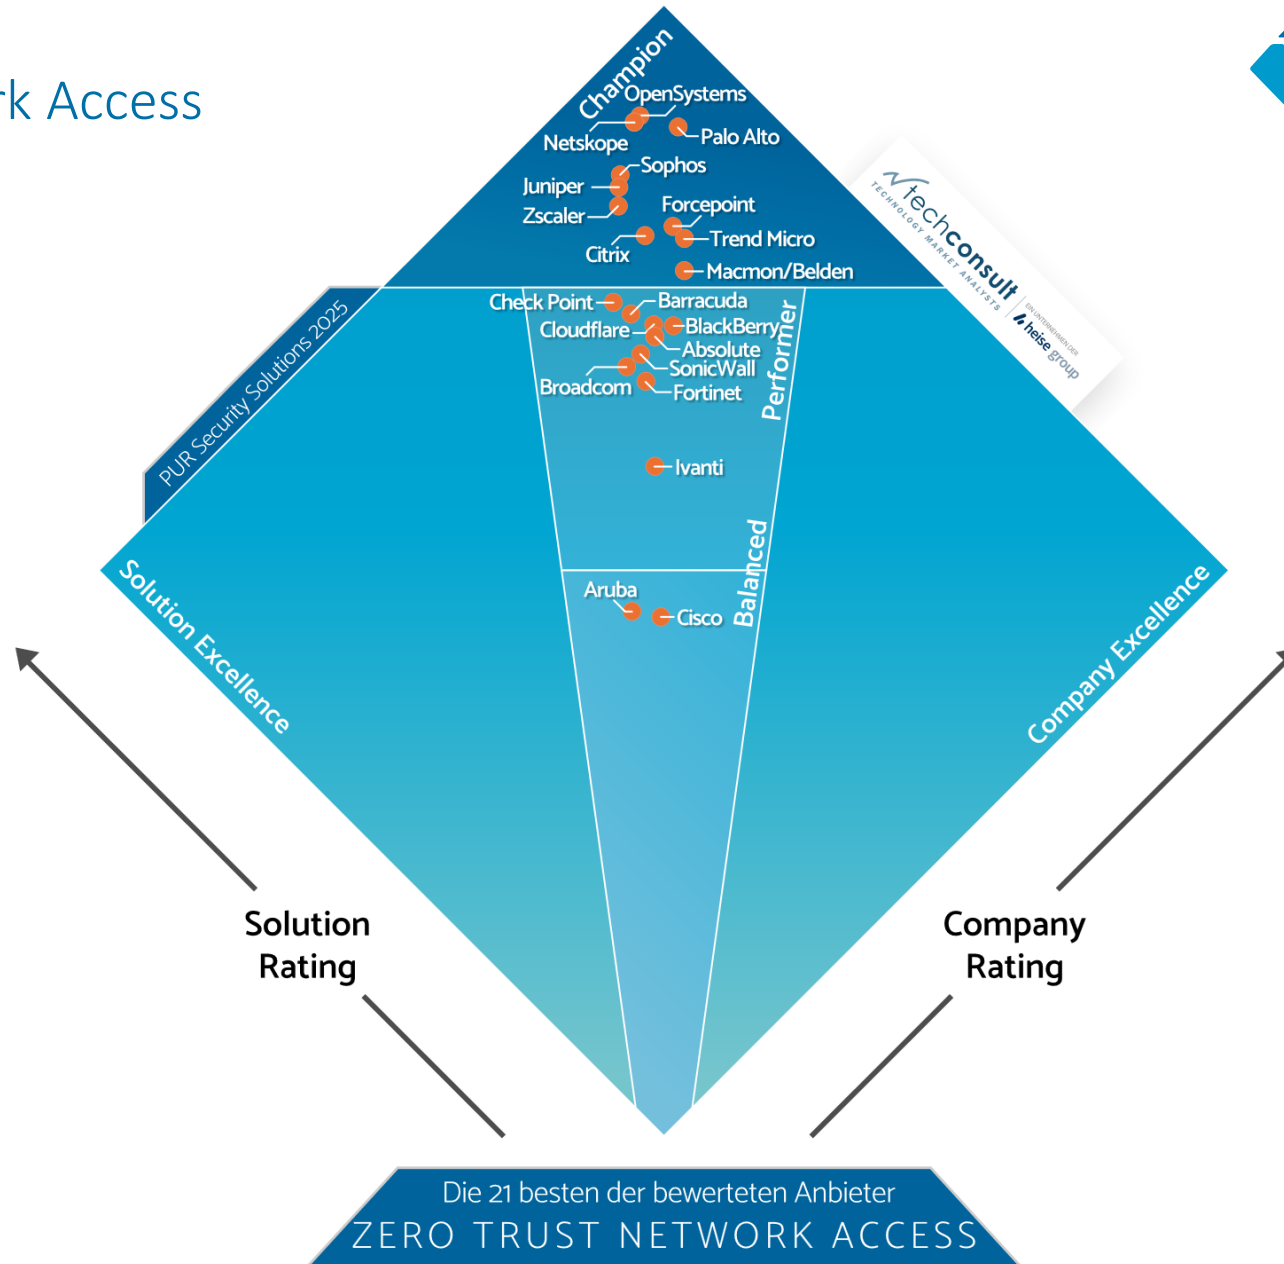 rk Access
Champion
OpenSystems
Netskope
Palo Alto
Sophos
Juniper
Zscaler
Forcepoint
Citrix
Trend Micro
Macmon/Belden
techconsult
TECHNOLOGY MARKET ANALYSTS
EIN UNTERNEHMEN DER
heise group
PUR Security Solutions 2025
Check Point
Barracuda
Cloudflare
BlackBerry
Absolute
SonicWall
Broadcom
Fortinet
Performer
Ivanti
Balanced
Aruba
Cisco
Solution Excellence
Company Excellence
Solution
Rating
Company
Rating
Die 21 besten der bewerteten Anbieter
ZERO TRUST NETWORK ACCESS